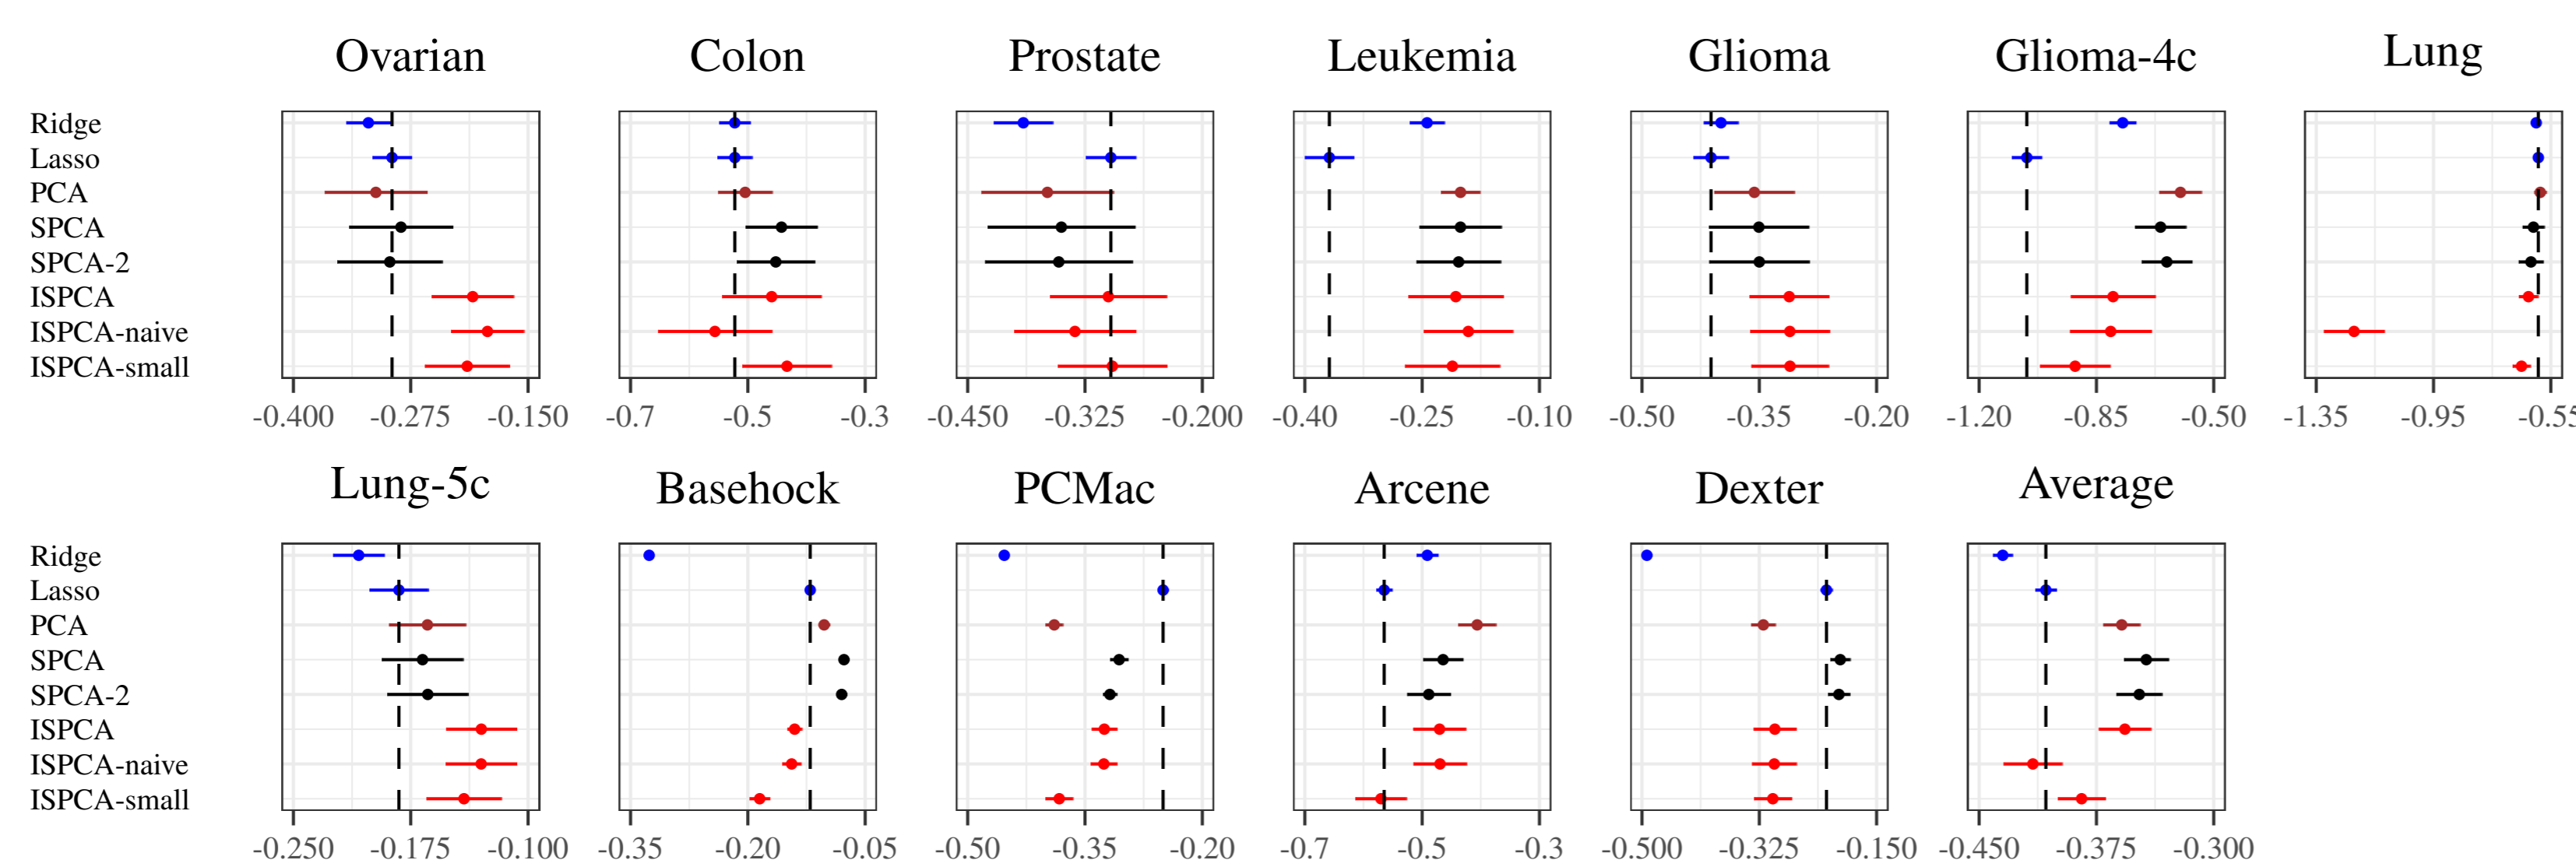 Ovarian Colon Prostate Leukemia Glioma Glioma-4c Lung
Ridge
Lasso
PCA
SPCA
SPCA-2
ISPCA
ISPCA-naive
ISPCA-small
-0.400 -0.275 -0.150 -0.7 -0.5 -0.3 -0.450 -0.325 -0.200 -0.40 -0.25 -0.10 -0.50 -0.35 -0.20 -1.20 -0.85 -0.50 -1.35 -0.95 -0.55
Lung-5c Basehock PCMac Arcene Dexter Average
Ridge
Lasso
PCA
SPCA
SPCA-2
ISPCA
ISPCA-naive
ISPCA-small
-0.250 -0.175 -0.100 -0.35 -0.20 -0.05 -0.50 -0.35 -0.20 -0.7 -0.5 -0.3 -0.500 -0.325 -0.150 -0.450 -0.375 -0.300